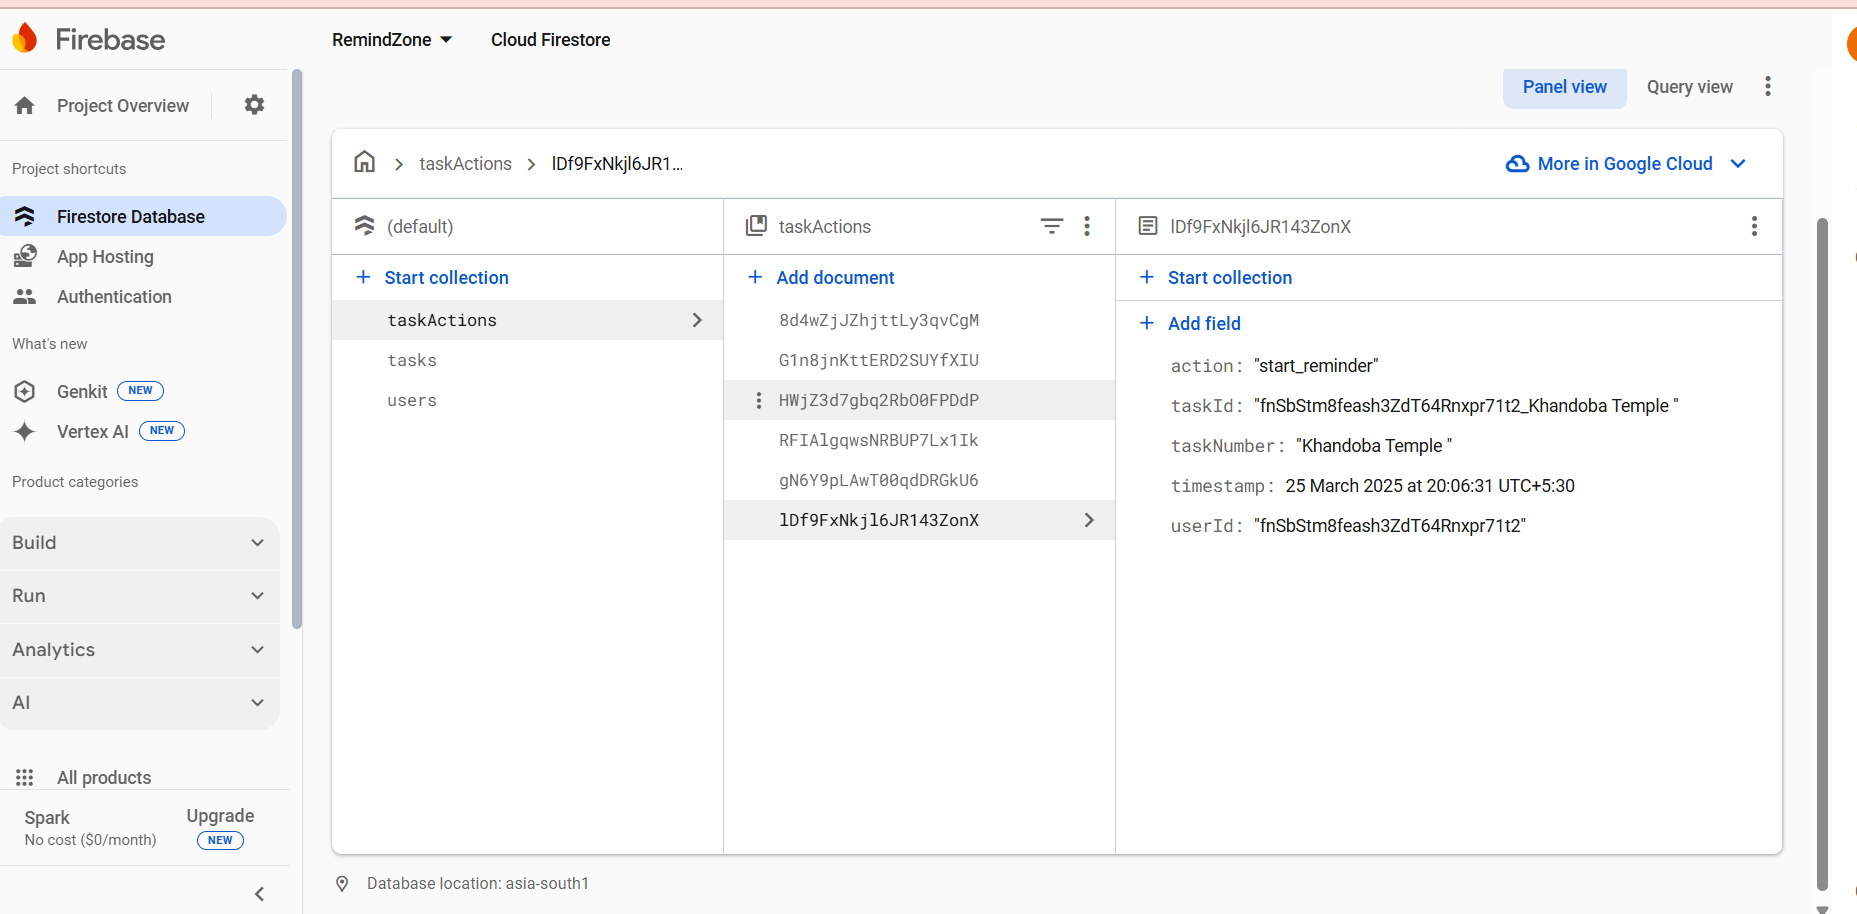 Firebase
RemindZone
Cloud Firestore
Project Overview
Project shortcuts
Firestore Database
App Hosting
Authentication
What's new
Genkit NEW
Vertex AI NEW
Product categories
Build
Run
Analytics
AI
All products
Spark
No cost ($0/month)
Upgrade
NEW
Panel view
Query view
taskActions
lDf9FxNkjl6JR1...
More in Google Cloud
(default)
+ Start collection
taskActions
tasks
users
taskActions
+ Add document
8d4wZjJZhjttLy3qvCgM
G1n8jnKttERD2SUYfXIU
HWjZ3d7gbq2RbO0FPDdP
RFIAlgqwsNRBUP7Lx1Ik
gN6Y9pLAwT00qdDRGkU6
lDf9FxNkjl6JR143ZonX
lDf9FxNkjl6JR143ZonX
+ Start collection
+ Add field
action: "start_reminder"
taskId: "fnSbStm8feash3ZdT64Rnxpr71t2_Khandoba Temple "
taskNumber: "Khandoba Temple "
timestamp: 25 March 2025 at 20:06:31 UTC+5:30
userId: "fnSbStm8feash3ZdT64Rnxpr71t2"
Database location: asia-south1